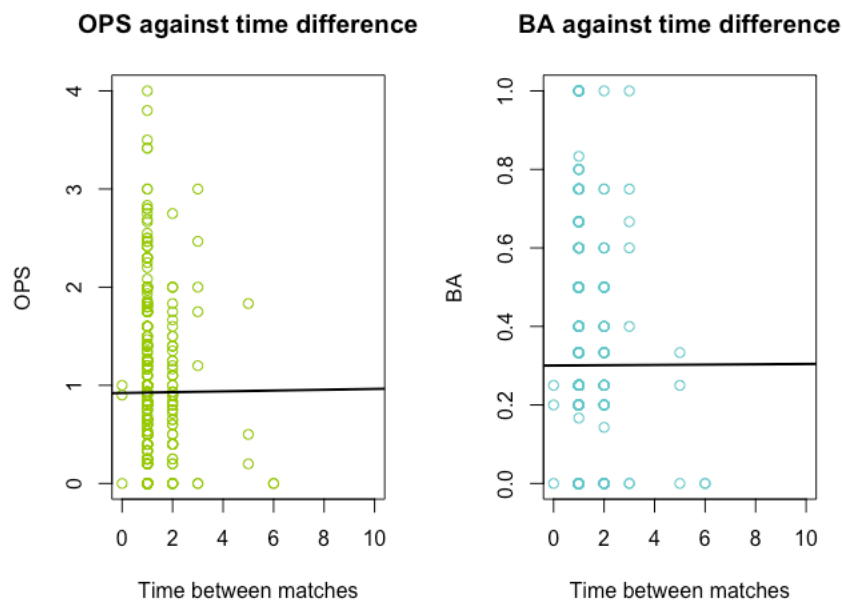 OPS against time difference
OPS
4
3
2
1
0
0 2 4 6 8 10
Time between matches
BA against time difference
BA
1.0
0.8
0.6
0.4
0.2
0.0
0 2 4 6 8 10
Time between matches